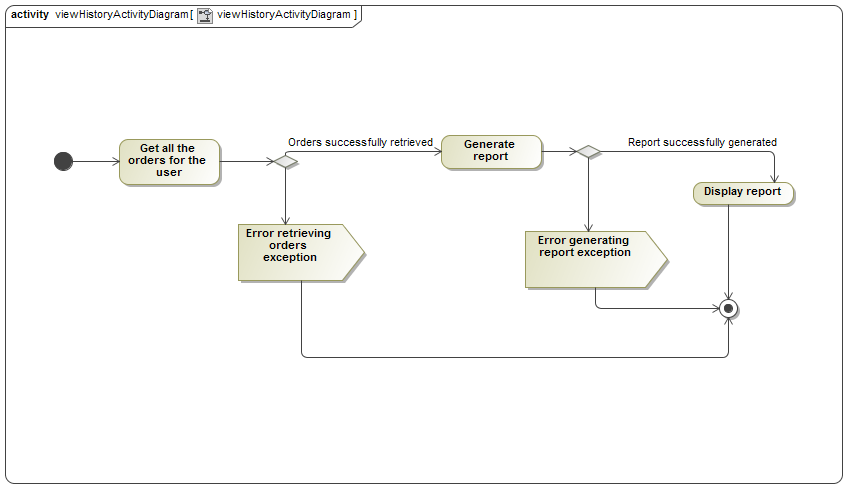 activity viewHistoryActivityDiagram[ viewHistoryActivityDiagram ]
Orders successfully retrieved
Report successfully generated
Get all the
orders for the
user
Generate
report
Display report
Error retrieving
orders
exception
Error generating
report exception